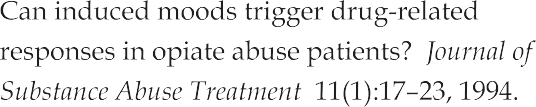 Can induced moods trigger drug-related
responses in opiate abuse patients? Journal of
Substance Abuse Treatment 11(1):17–23, 1994.